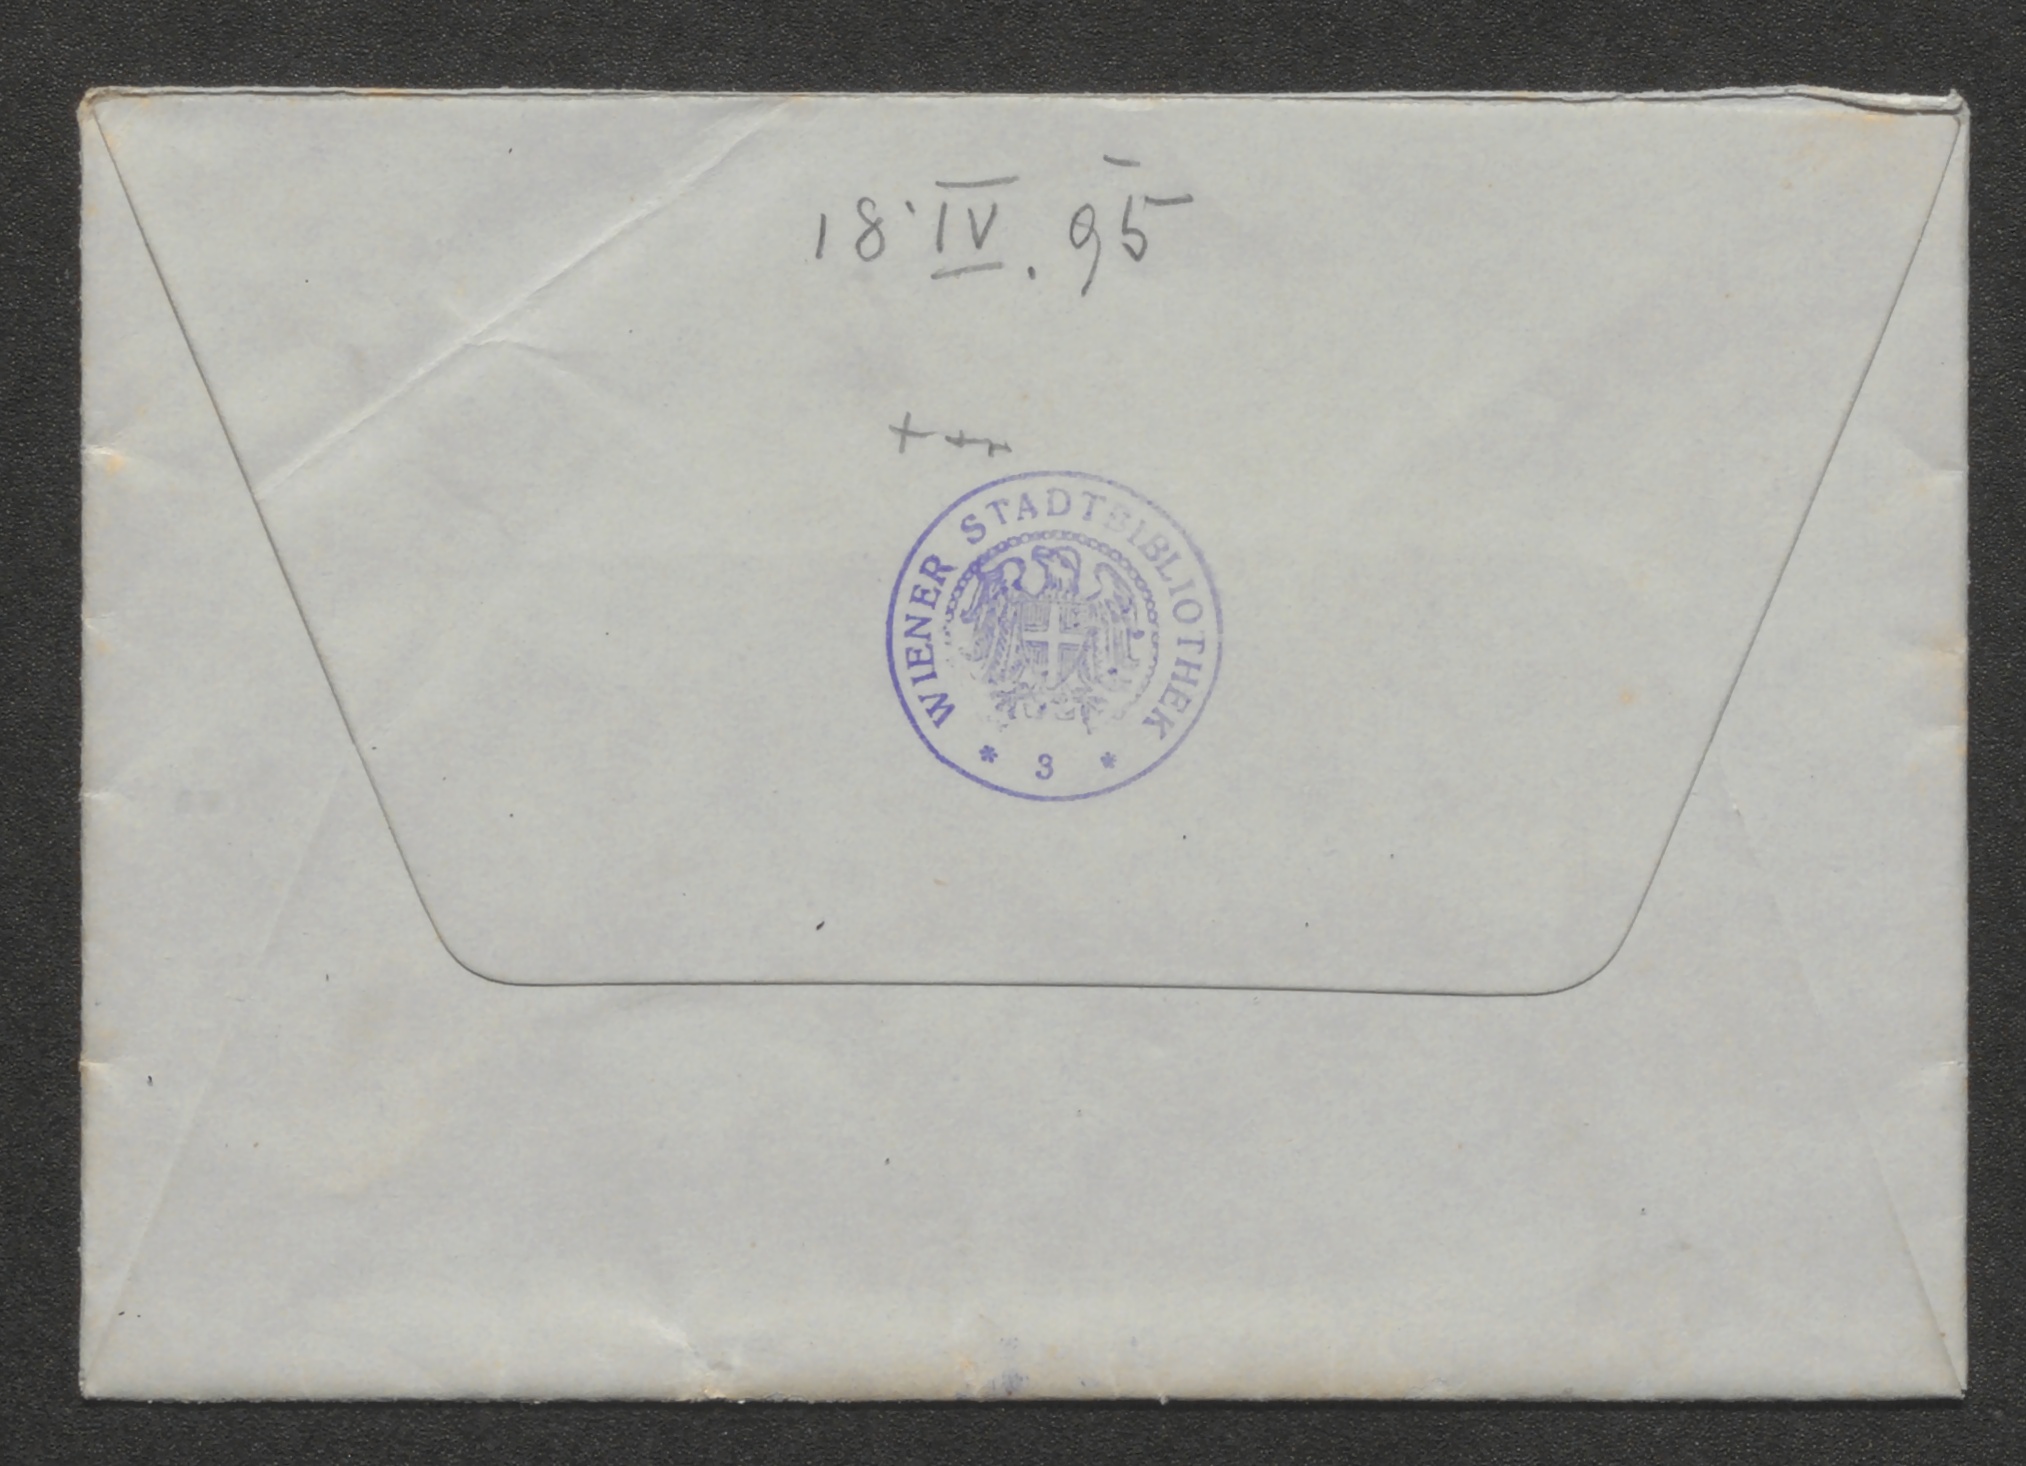 18. IV. 95
+ + +
WIENER STADTBIBLIOTHEK
* 3 *